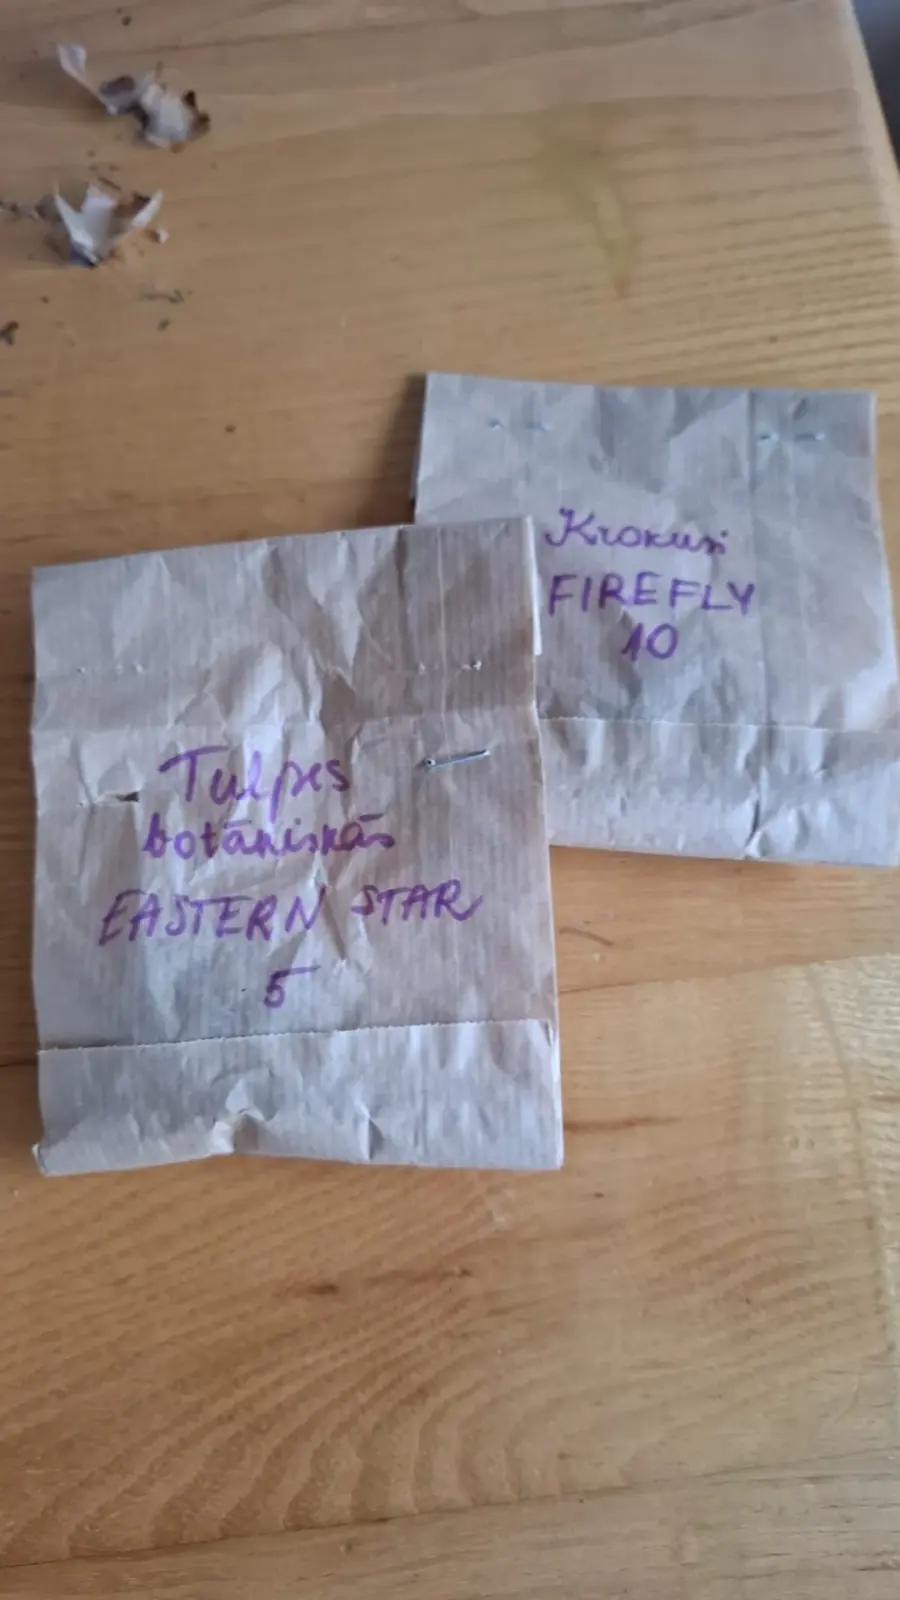 Krokusi
FIREFLY
10
Tulpes
botāniskās
EASTERN STAR
5